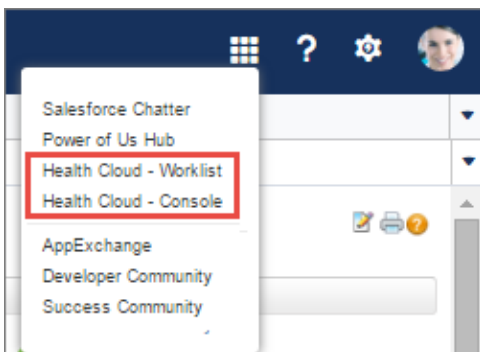 ?
Salesforce Chatter
Power of Us Hub
Health Cloud - Worklist
Health Cloud - Console
?
AppExchange
Developer Community
Success Community